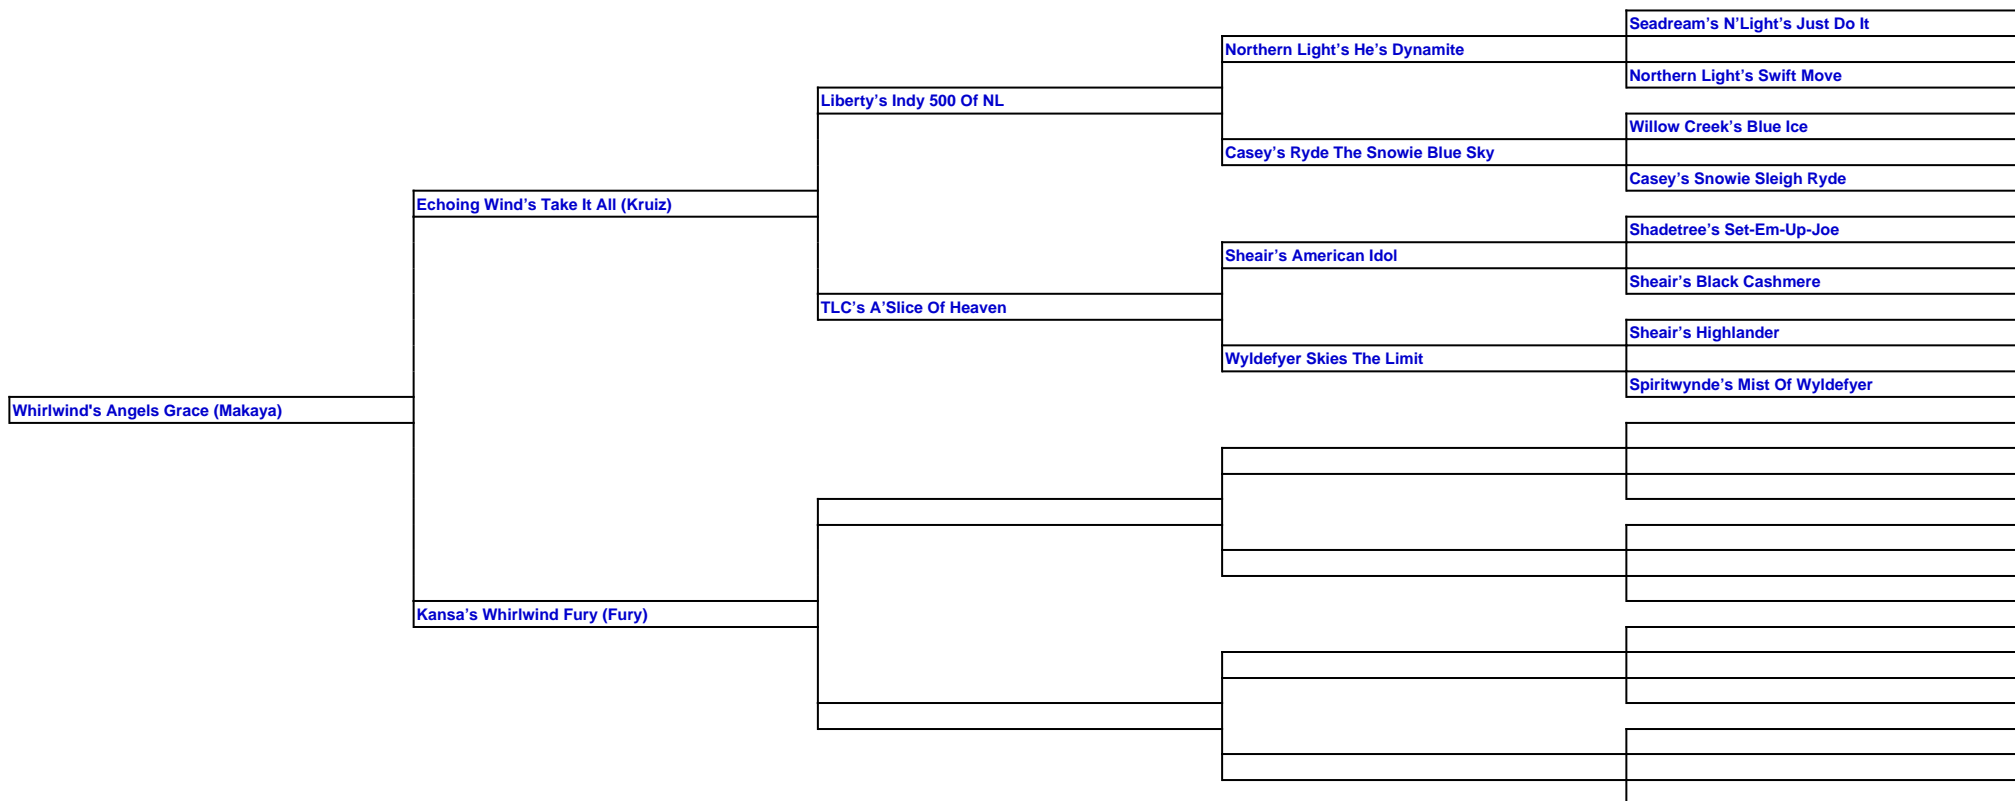 Seadream’s N’Light’s Just Do It
Northern Light’s He’s Dynamite
Northern Light’s Swift Move
Liberty’s Indy 500 Of NL
Willow Creek’s Blue Ice
Casey’s Ryde The Snowie Blue Sky
Casey’s Snowie Sleigh Ryde
Echoing Wind’s Take It All (Kruiz)
Shadetree’s Set-Em-Up-Joe
Sheair’s American Idol
Sheair’s Black Cashmere
TLC’s A’Slice Of Heaven
Sheair’s Highlander
Wyldefyer Skies The Limit
Spiritwynde’s Mist Of Wyldefyer
Whirlwind's Angels Grace (Makaya)
Kansa’s Whirlwind Fury (Fury)